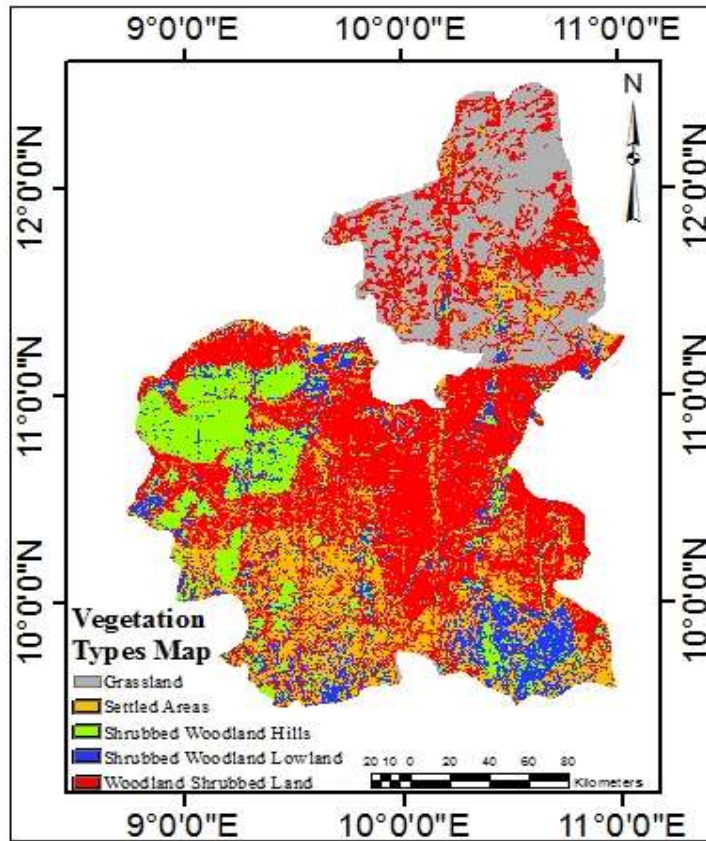 9°0'0"E 10°0'0"E 11°0'0"E
N
12°0'0"N 12°0'0"N
11°0'0"N 11°0'0"N
10°0'0"N 10°0'0"N
Vegetation
Types Map
Grassland
Settled Areas
Shrubbed Woodland Hills
Shrubbed Woodland Lowland
Woodland Shrubbed Land
20 10 0 20 40 60 80
Kilometers
9°0'0"E 10°0'0"E 11°0'0"E